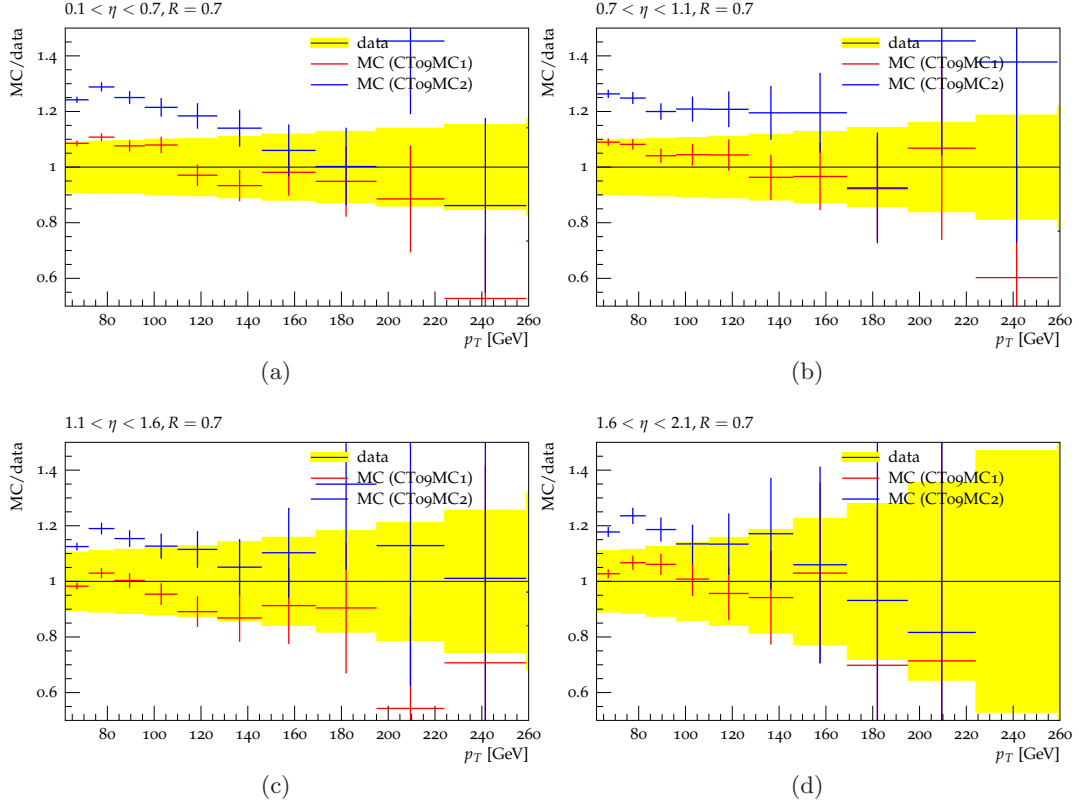 0.1 < η < 0.7, R = 0.7
MC/data
1.4
1.2
1
0.8
0.6
data
MC (CT09MC1)
MC (CT09MC2)
80 100 120 140 160 180 200 220 240 260
p_T [GeV]
(a)
0.7 < η < 1.1, R = 0.7
MC/data
1.4
1.2
1
0.8
0.6
data
MC (CT09MC1)
MC (CT09MC2)
80 100 120 140 160 180 200 220 240 260
p_T [GeV]
(b)
1.1 < η < 1.6, R = 0.7
MC/data
1.4
1.2
1
0.8
0.6
data
MC (CT09MC1)
MC (CT09MC2)
80 100 120 140 160 180 200 220 240 260
p_T [GeV]
(c)
1.6 < η < 2.1, R = 0.7
MC/data
1.4
1.2
1
0.8
0.6
data
MC (CT09MC1)
MC (CT09MC2)
80 100 120 140 160 180 200 220 240 260
p_T [GeV]
(d)